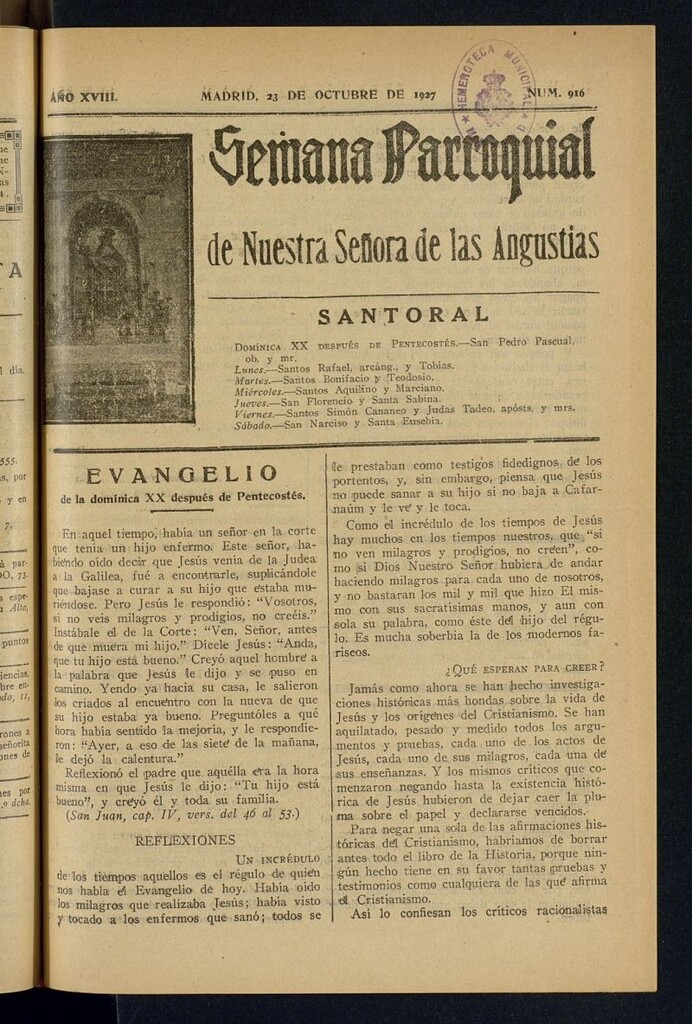 AÑO XVIII.
MADRID, 23 DE OCTUBRE DE 1927
NUM. 916
HEMEROTECA MUNICIPAL
Semana Parroquial
de Nuestra Señora de las Angustias
SANTORAL
DOMÍNICA XX DESPUÉS DE PENTECOSTÉS.—San Pedro Pascual,
ob. y mr.
Lunes.—Santos Rafael, arcáng., y Tobías.
Martes.—Santos Bonifacio y Teodosio.
Miércoles.—Santos Aquilino y Marciano.
Jueves.—San Florencio y Santa Sabina.
Viernes.—Santos Simón Cananeo y Judas Tadeo, apósts. y mrs.
Sábado.—San Narciso y Santa Eusebia.
EVANGELIO
de la dominica XX después de Pentecostés.
En aquel tiempo, había un señor en la corte
que tenía un hijo enfermo. Este señor, ha-
biendo oído decir que Jesús venía de la Judea
a la Galilea, fué a encontrarle, suplicándole
que bajase a curar a su hijo que estaba mu-
riéndose. Pero Jesús le respondió: "Vosotros,
si no veis milagros y prodigios, no creéis."
Instábale el de la Corte: "Ven, Señor, antes
de que muera mi hijo." Dícele Jesús: "Anda,
que tu hijo está bueno." Creyó aquel hombre a
la palabra que Jesús le dijo y se puso en
camino. Yendo ya hacia su casa, le salieron
los criados al encuentro con la nueva de que
su hijo estaba ya bueno. Preguntóles a qué
hora había sentido la mejoría, y le respondie-
ron: "Ayer, a eso de las siete de la mañana,
le dejó la calentura."
Reflexionó el padre que aquélla era la hora
misma en que Jesús le dijo: "Tu hijo está
bueno", y creyó él y toda su familia.
(San Juan, cap. IV, vers. del 46 al 53.)
REFLEXIONES
UN INCRÉDULO
de los tiempos aquellos es el régulo de quien
nos habla el Evangelio de hoy. Había oído
los milagros que realizaba Jesús; había visto
y tocado a los enfermos que sanó; todos se
le prestaban como testigos fidedignos de los
portentos, y, sin embargo, piensa que Jesús
no puede sanar a su hijo si no baja a Cafar-
naúm y le ve y le toca.
Como el incrédulo de los tiempos de Jesús
hay muchos en los tiempos nuestros, que "si
no ven milagros y prodigios, no creen", co-
mo si Dios Nuestro Señor hubiera de andar
haciendo milagros para cada uno de nosotros,
y no bastaran los mil y mil que hizo El mis-
mo con sus sacratísimas manos, y aun con
sola su palabra, como éste del hijo del régu-
lo. Es mucha soberbia la de los modernos fa-
riseos.
¿QUÉ ESPERAN PARA CREER?
Jamás como ahora se han hecho investiga-
ciones históricas más hondas sobre la vida de
Jesús y los orígenes del Cristianismo. Se han
aquilatado, pesado y medido todos los argu-
mentos y pruebas, cada uno de los actos de
Jesús, cada uno de sus milagros, cada una de
sus enseñanzas. Y los mismos críticos que co-
menzaron negando hasta la existencia histó-
rica de Jesús hubieron de dejar caer la plu-
ma sobre el papel y declararse vencidos.
Para negar una sola de las afirmaciones his-
tóricas del Cristianismo, habríamos de borrar
antes todo el libro de la Historia, porque nin-
gún hecho tiene en su favor tantas pruebas y
testimonios como cualquiera de las que afirma
el Cristianismo.
Así lo confiesan los críticos racionalistas